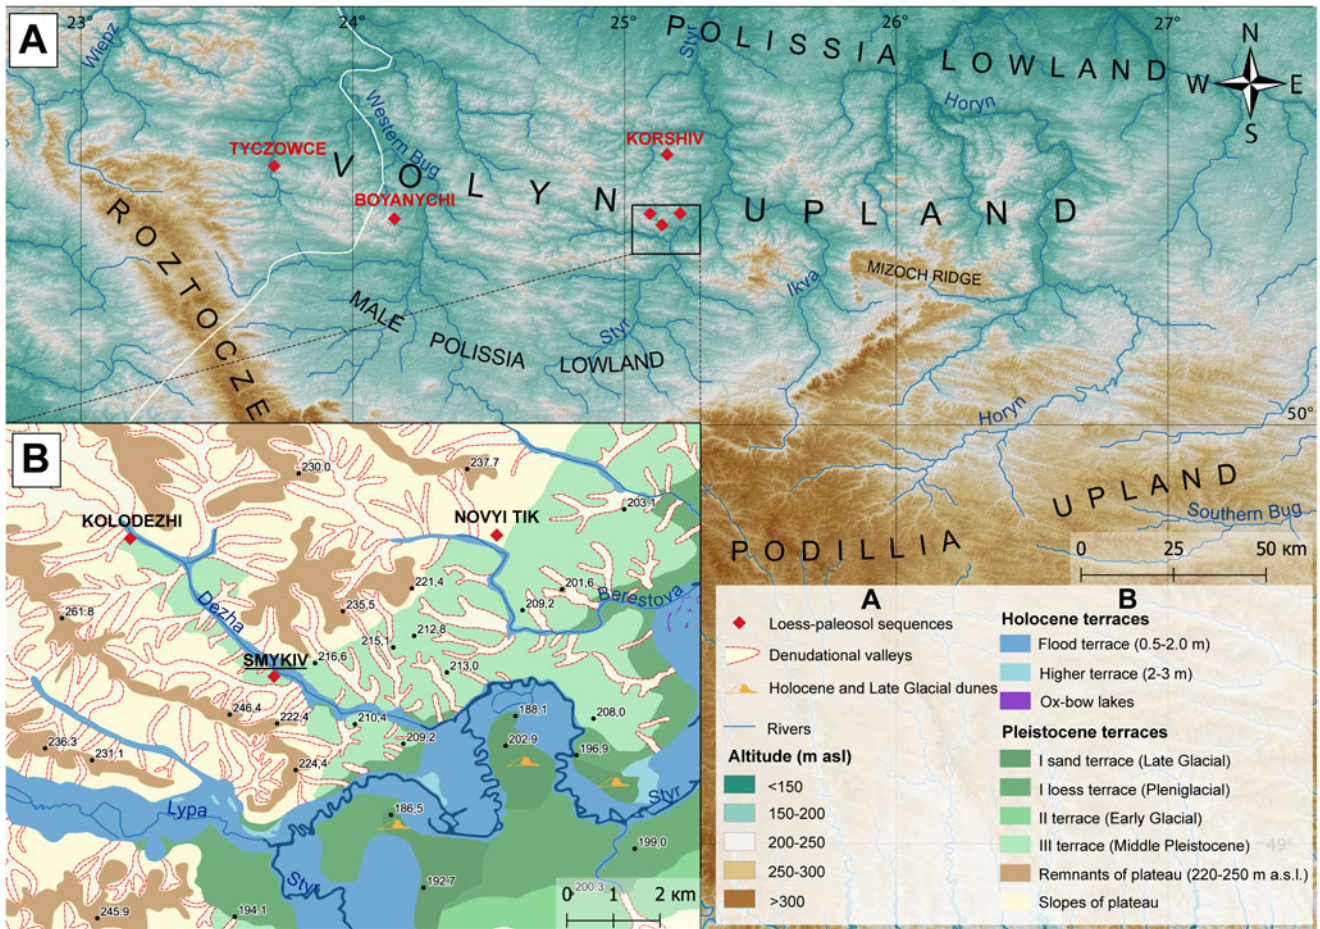 A
23°
24°
25°
26°
27°
N
W E
S
Wiepz
Styr
POLISSIA LOWLAND
Horyn
Western Bug
TYCZOWCE
KORSHIV
BOYANYCHI
VOLYN UPLAND
ROZTOCZE
MIZOCH RIDGE
Ikva
MALE
POLISSIA
LOWLAND
Styr
Horyn
50°
UPLAND
PODILLIA
Southern Bug
0 25 50 км
49°
B
230.0
237.7
203.1
KOLODEZHI
NOVYI TIK
221,4
201,6
Berestova
209,2
235,5
261.8
Dezha
212,8
215,1
SMYKIV
216,6
213,0
246,4
222,4
210,4
188,1
208,0
236.3
231,1
209,2
202.9
196,9
224,4
Styr
Lypa
186,5
199,0
Styr
192.7
200.3
245.9
194.1
0 1 2 км
A
Loess-paleosol sequences
Denudational valleys
Holocene and Late Glacial dunes
Rivers
Altitude (m asl)
<150
150-200
200-250
250-300
>300
B
Holocene terraces
Flood terrace (0.5-2.0 m)
Higher terrace (2-3 m)
Ox-bow lakes
Pleistocene terraces
I sand terrace (Late Glacial)
I loess terrace (Pleniglacial)
II terrace (Early Glacial)
III terrace (Middle Pleistocene)
Remnants of plateau (220-250 m a.s.l.)
Slopes of plateau